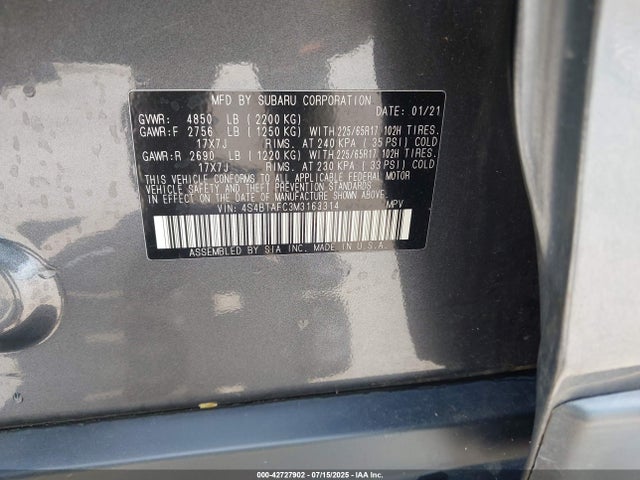 MFD BY SUBARU CORPORATION
GVWR: 4850 LB (2200 KG) DATE: 01/21
GAWR:F 2756 LB (1250 KG) WITH 225/65R17 102H TIRES.
17X7J RIMS. AT 240 KPA ( 35 PSI) COLD
GAWR:R 2690 LB (1220 KG) WITH 225/65R17 102H TIRES.
17X7J RIMS. AT 230 KPA ( 33 PSI) COLD
THIS VEHICLE CONFORMS TO ALL APPLICABLE FEDERAL MOTOR
VEHICLE SAFETY AND THEFT PREVENTION STANDARDS
IN EFFECT ON THE DATE OF MANUFACTURE SHOWN ABOVE.
VIN: 4S4BTAFC3M3163314 MPV
ASSEMBLED BY SIA INC. MADE IN U.S.A.
000-42727902 | 07/15/2025 - IAAI.COM